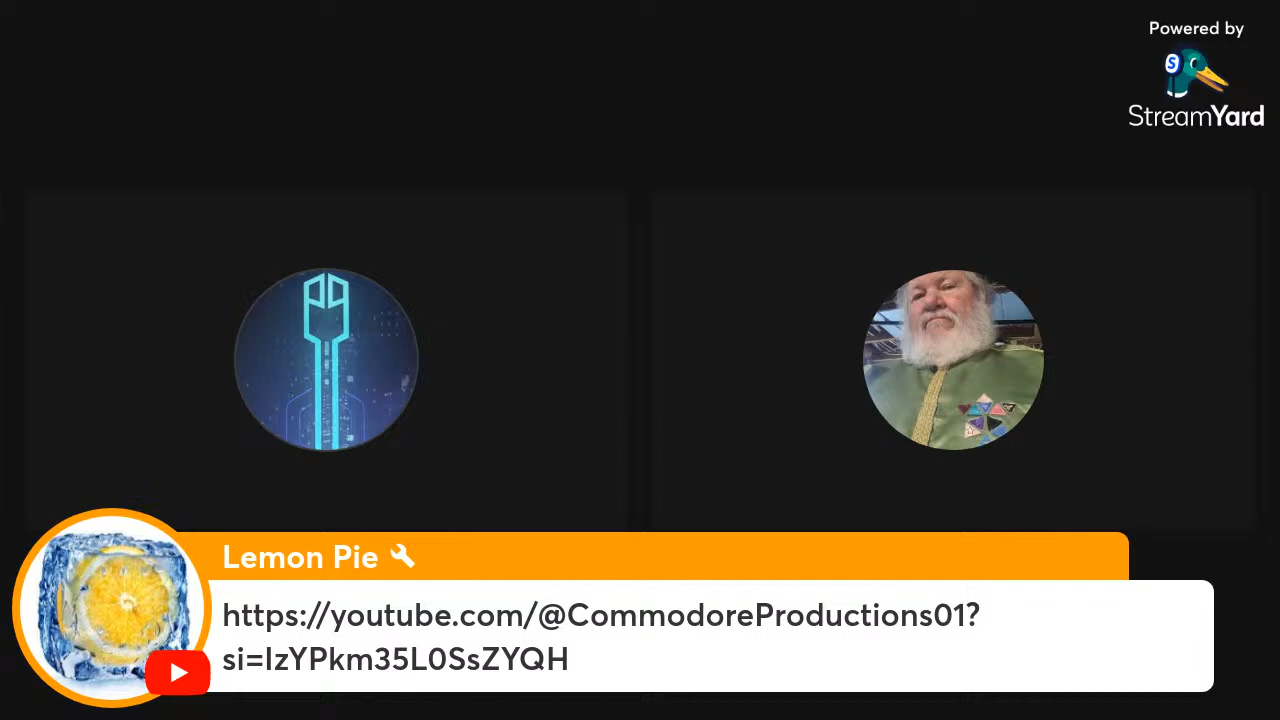 Powered by
S
StreamYard
Lemon Pie
https://youtube.com/@CommodoreProductions01?
si=IzYPkm35L0SsZYQH